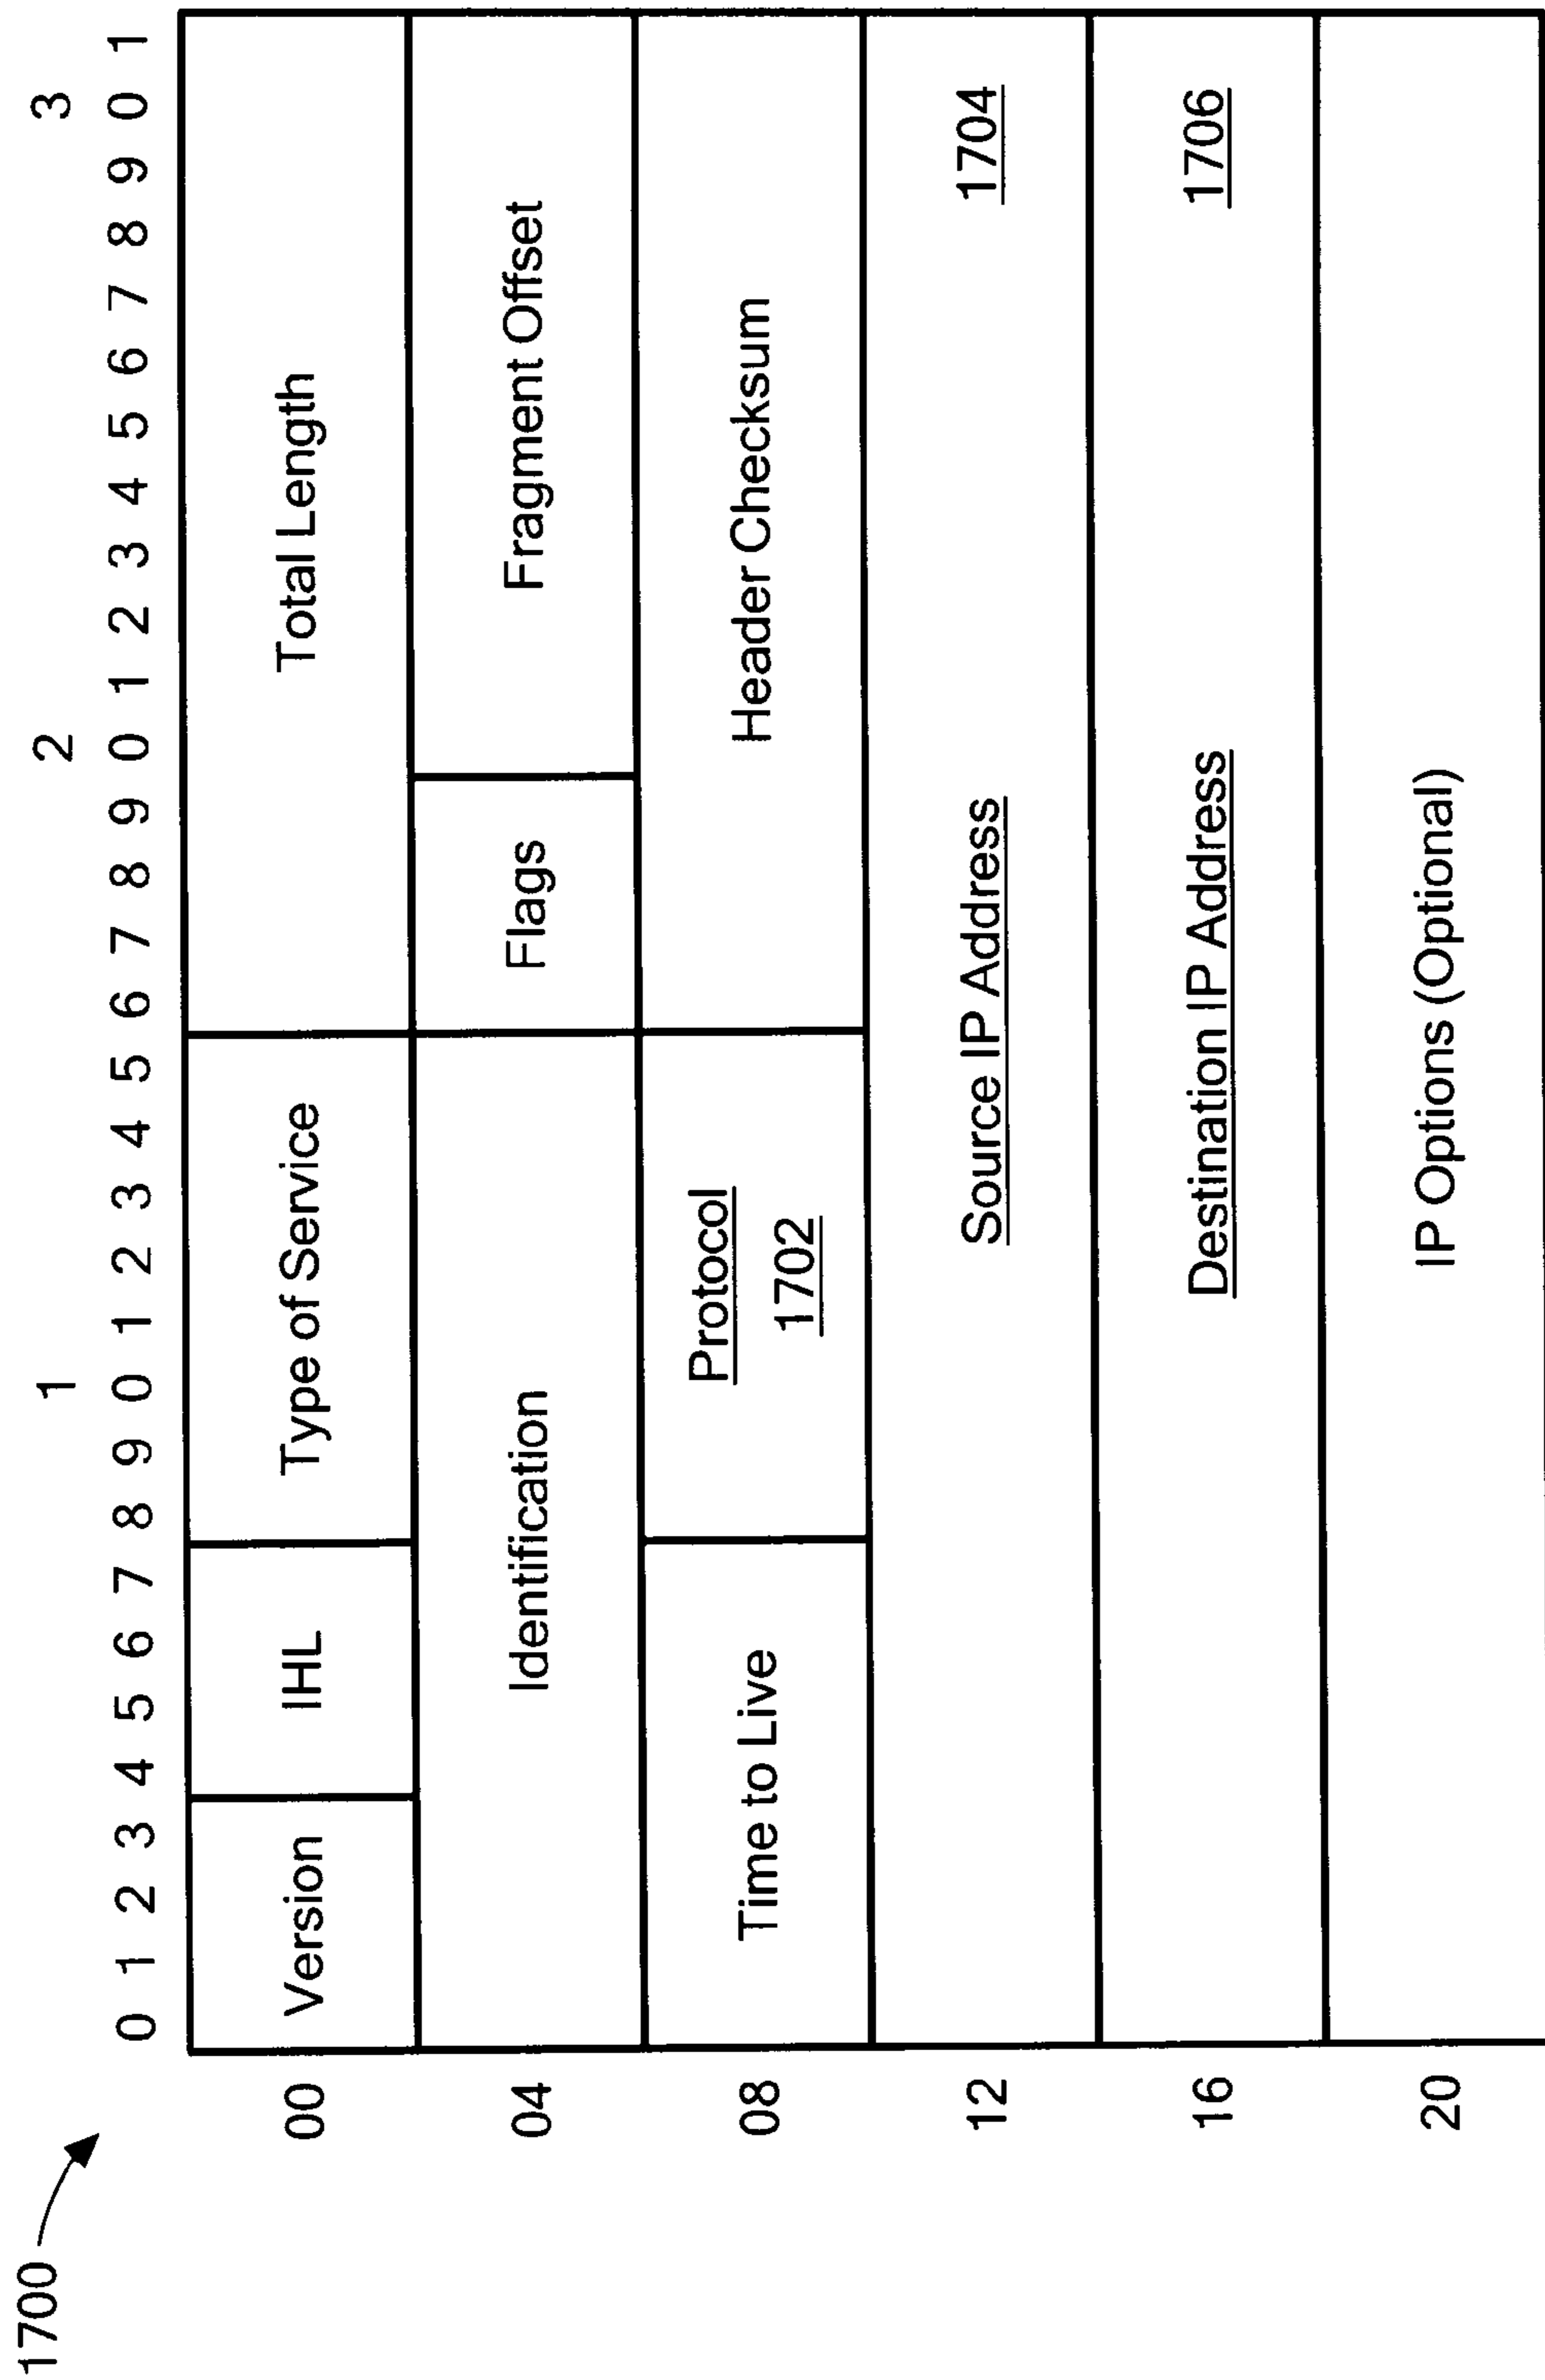 1700
1 2 3
0 1 2 3 4 5 6 7 8 9 0 1 2 3 4 5 6 7 8 9 0 1 2 3 4 5 6 7 8 9 0 1
00 Version IHL Type of Service Total Length
04 Identification Flags Fragment Offset
08 Time to Live Protocol 1702 Header Checksum
12 Source IP Address 1704
16 Destination IP Address 1706
20 IP Options (Optional)